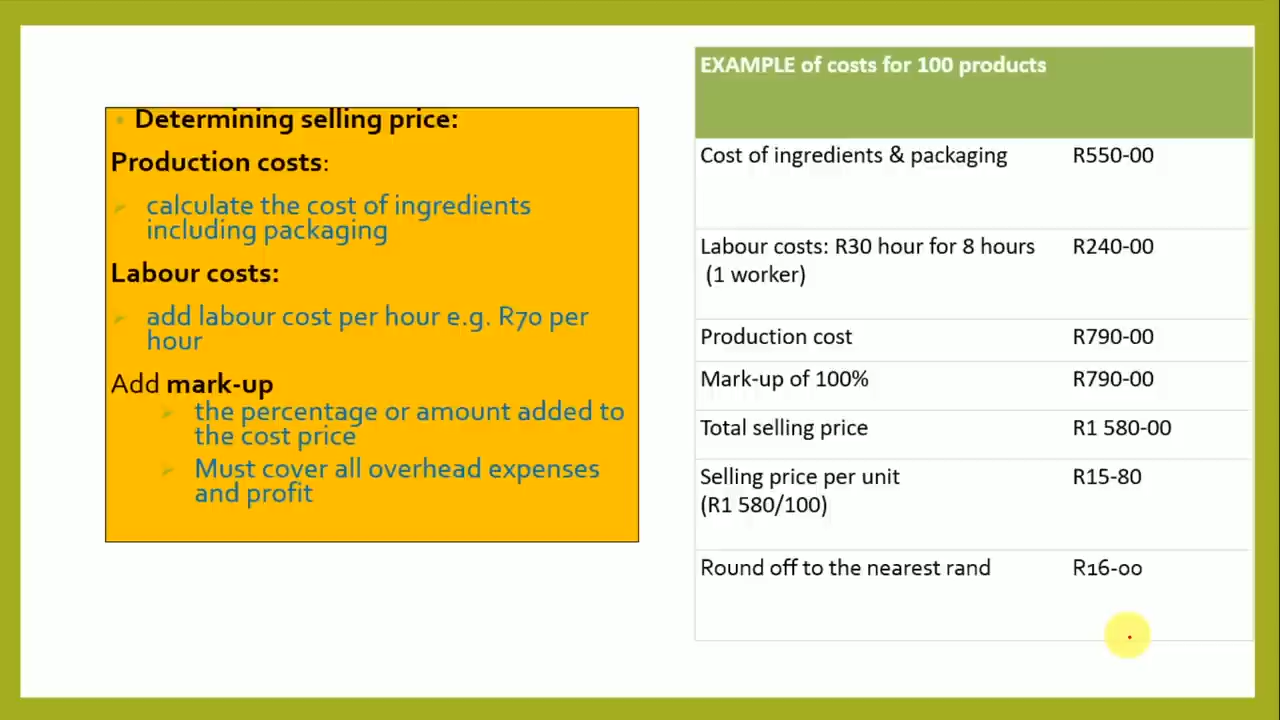 Determining selling price:
Production costs:
calculate the cost of ingredients
including packaging
Labour costs:
add labour cost per hour e.g. R70 per
hour
Add mark-up
the percentage or amount added to
the cost price
Must cover all overhead expenses
and profit
EXAMPLE of costs for 100 products
Cost of ingredients & packaging R550-00
Labour costs: R30 hour for 8 hours R240-00
(1 worker)
Production cost R790-00
Mark-up of 100% R790-00
Total selling price R1 580-00
Selling price per unit R15-80
(R1 580/100)
Round off to the nearest rand R16-00